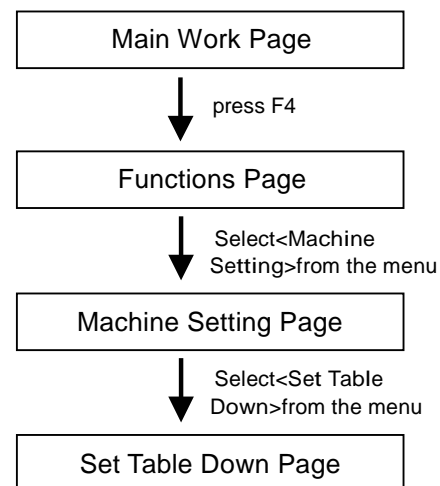 Main Work Page
press F4
Functions Page
Select<Machine
Setting>from the menu
Machine Setting Page
Select<Set Table
Down>from the menu
Set Table Down Page